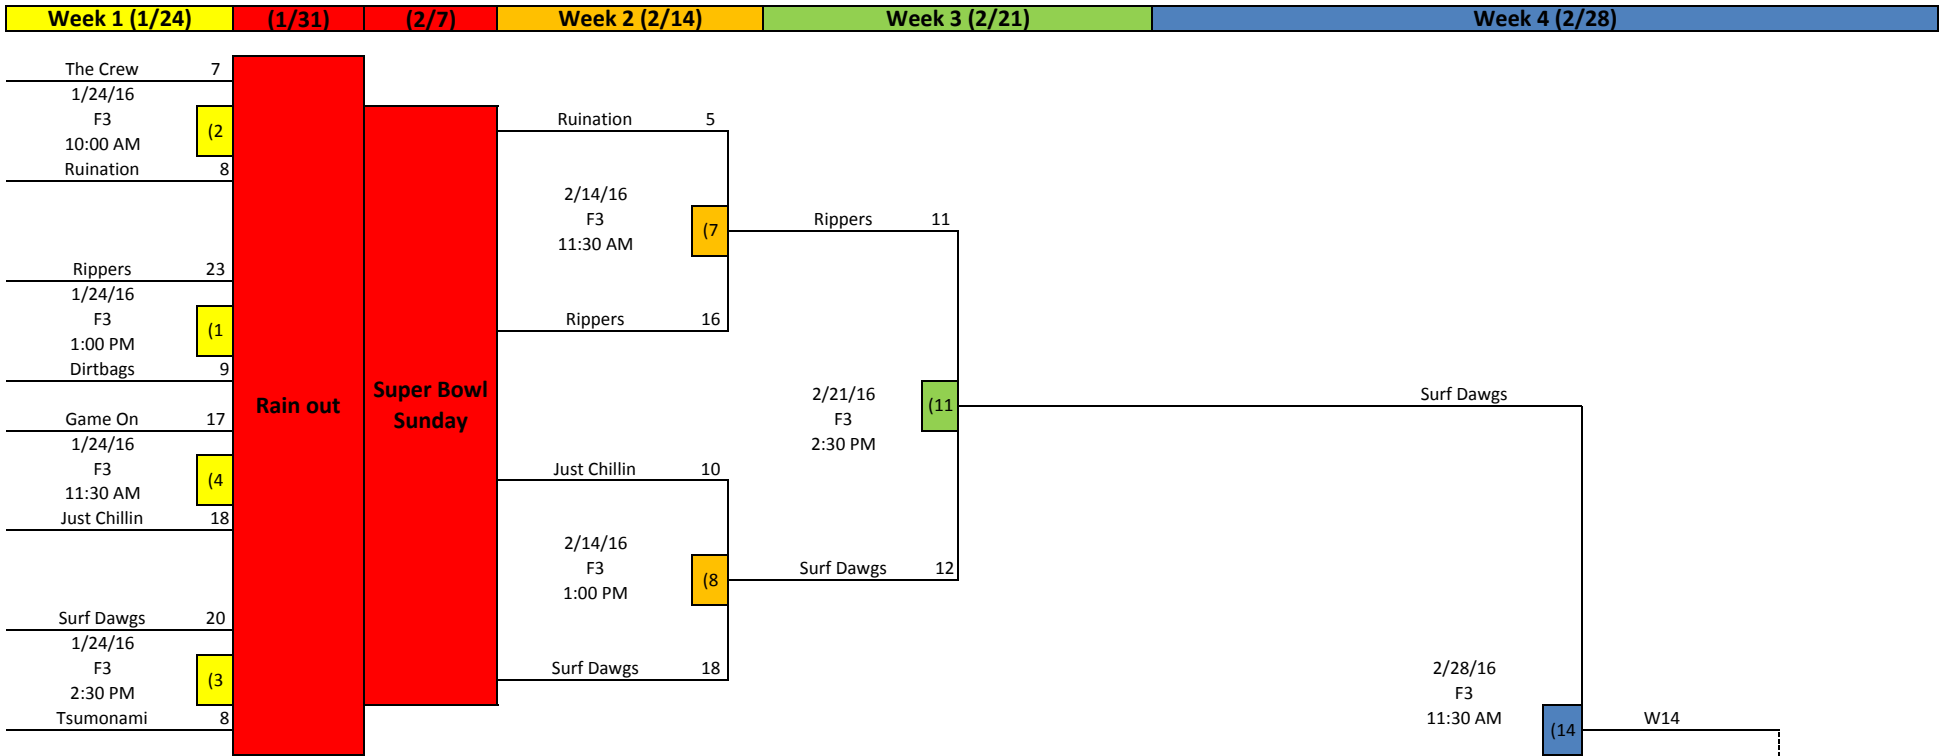 Week 1 (1/24) (1/31) (2/7) Week 2 (2/14) Week 3 (2/21) Week 4 (2/28)
The Crew 7
1/24/16
F3
10:00 AM
(2
Ruination 8
Rippers 23
1/24/16
F3
1:00 PM
(1
Dirtbags 9
Game On 17
1/24/16
F3
11:30 AM
(4
Just Chillin 18
Surf Dawgs 20
1/24/16
F3
2:30 PM
(3
Tsumonami 8
Rain out
Super Bowl
Sunday
Ruination 5
2/14/16
F3
11:30 AM
(7
Rippers 16
Just Chillin 10
2/14/16
F3
1:00 PM
(8
Surf Dawgs 18
Rippers 11
2/21/16
F3
2:30 PM
(11
Surf Dawgs 12
Surf Dawgs
2/28/16
F3
11:30 AM
(14
W14